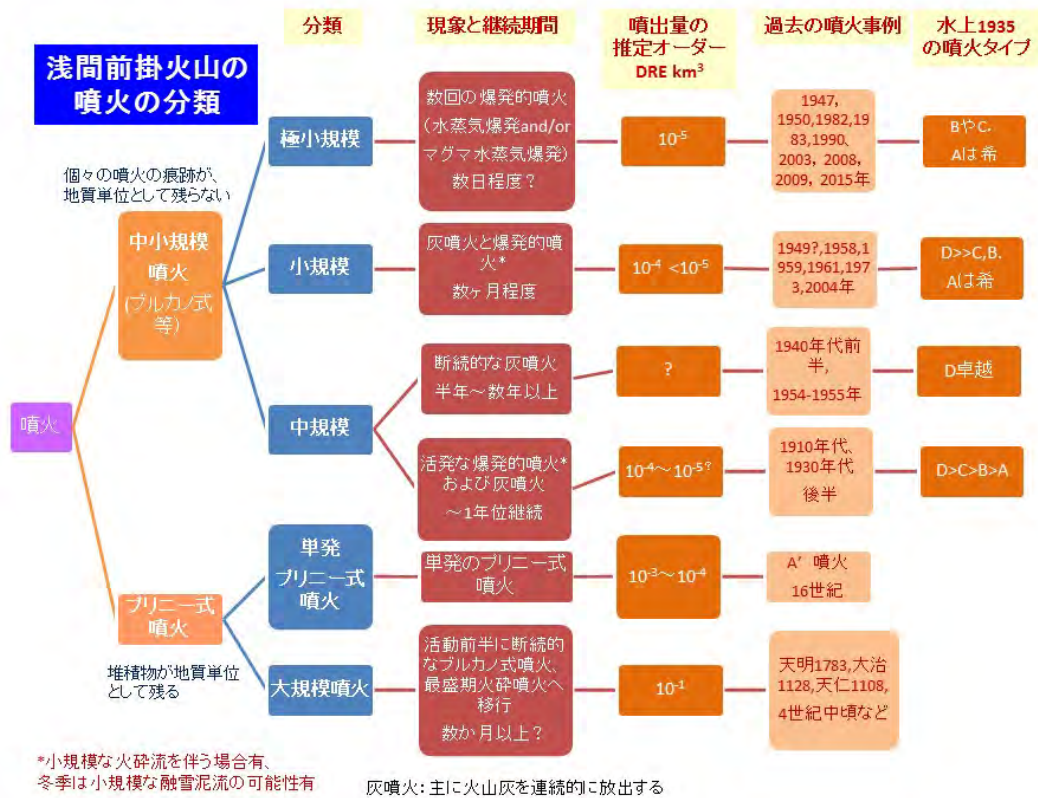 浅間前掛火山の
噴火の分類
分類
現象と継続期間
噴出量の
推定オーダー
DRE km³
過去の噴火事例
水上1935
の噴火タイプ
個々の噴火の痕跡が、
地質単位として残らない
噴火
中小規模
噴火
(ブルカノ式
等)
極小規模
数回の爆発的噴火
(水蒸気爆発and/or
マグマ水蒸気爆発)
数日程度?
10⁻⁵
1947,
1950,1982,19
83,1990、
2003, 2008,
2009, 2015年
BやC.
Aは希
小規模
灰噴火と爆発的噴
火*
数ヶ月程度
10⁻⁴ <10⁻⁵
1949?,1958,1
959,1961,197
3,2004年
D>>C,B.
Aは希
中規模
断続的な灰噴火
半年～数年以上
?
1940年代前
半,
1954-1955年
D卓越
活発な爆発的噴火*
および灰噴火
～1年位継続
10⁻⁴～10⁻⁵?
1910年代、
1930年代
後半
D>C>B>A
プリニー式
噴火
堆積物が地質単位
として残る
単発
プリニー式
噴火
単発のプリニー式
噴火
10⁻³～10⁻⁴
A' 噴火
16世紀
大規模噴火
活動前半に断続的
なブルカノ式噴火、
最盛期火砕噴火へ
移行
数か月以上?
10⁻¹
天明1783,大治
1128,天仁1108,
4世紀中頃など
*小規模な火砕流を伴う場合有、
冬季は小規模な融雪泥流の可能性有
灰噴火:主に火山灰を連続的に放出する